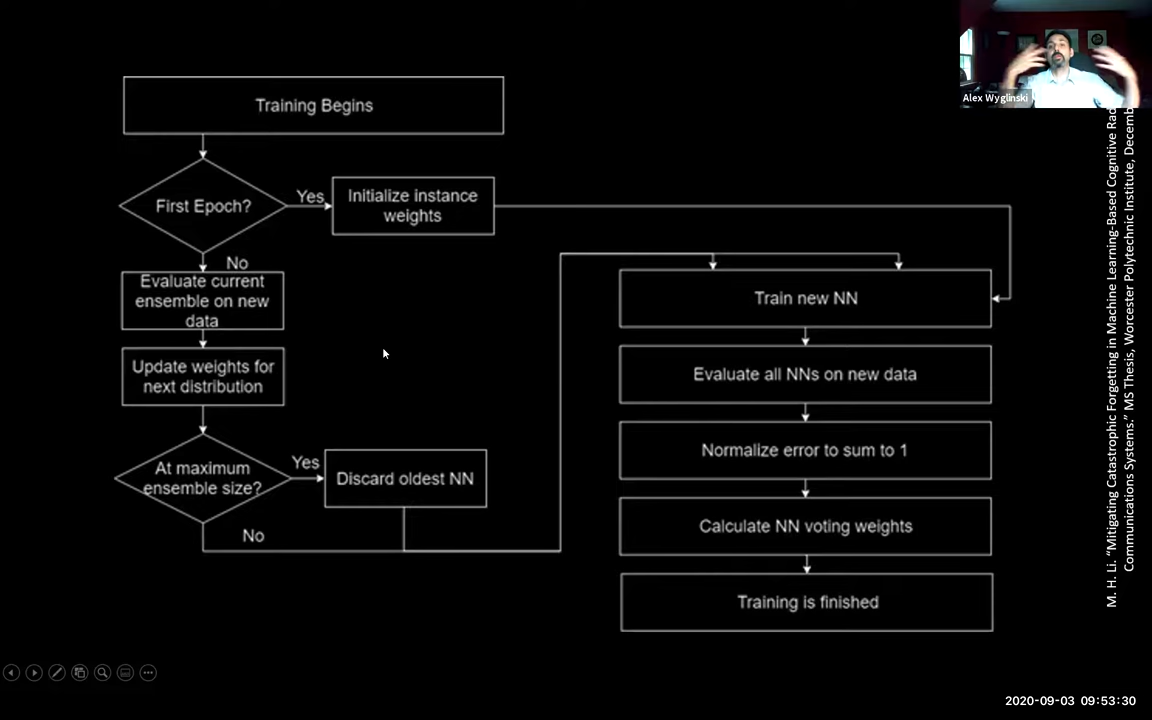 Training Begins
First Epoch?
Yes
Initialize instance
weights
No
Evaluate current
ensemble on new
data
Update weights for
next distribution
At maximum
ensemble size?
Yes
Discard oldest NN
No
Train new NN
Evaluate all NNs on new data
Normalize error to sum to 1
Calculate NN voting weights
Training is finished
Alex Wyglinski
M. H. Li. “Mitigating Catastrophic Forgetting in Machine Learning-Based Cognitive Rad
Communications Systems.” MS Thesis, Worcester Polytechnic Institute, Decemb
2020-09-03 09:53:30